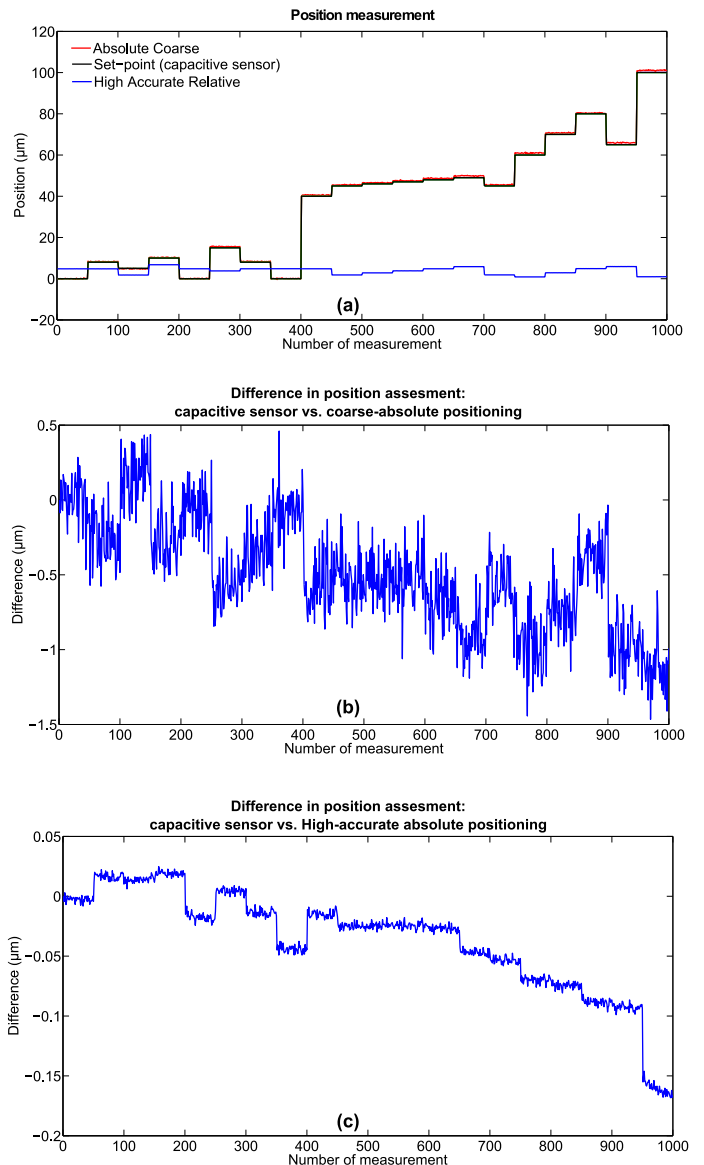 Position measurement
120
100
80
60
40
20
0
−20
Position (µm)
Absolute Coarse
Set−point (capacitive sensor)
High Accurate Relative
(a)
0 100 200 300 400 500 600 700 800 900 1000
Number of measurement
Difference in position assesment:
capacitive sensor vs. coarse-absolute positioning
0.5
0
−0.5
−1
−1.5
Difference (µm)
(b)
0 100 200 300 400 500 600 700 800 900 1000
Number of measurement
Difference in position assesment:
capacitive sensor vs. High-accurate absolute positioning
0.05
0
−0.05
−0.1
−0.15
−0.2
Difference (µm)
(c)
0 100 200 300 400 500 600 700 800 900 1000
Number of measurement